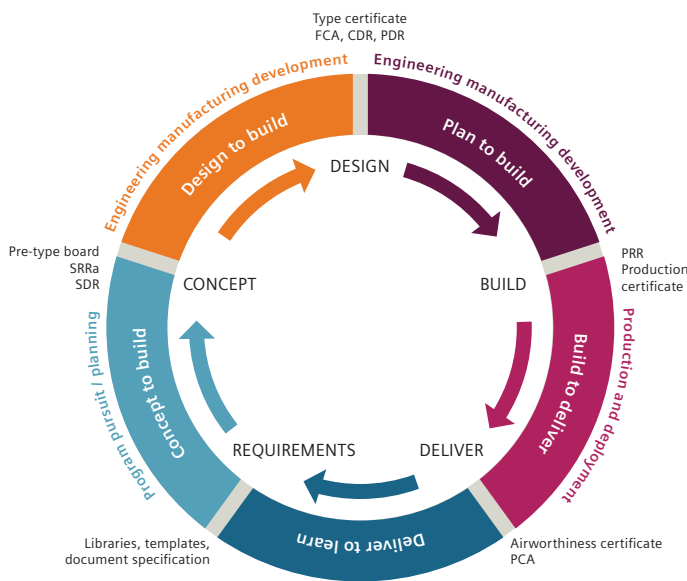 Type certificate
FCA, CDR, PDR
Engineering manufacturing development
Engineering manufacturing development
Design to build
Plan to build
DESIGN
Pre-type board
SRRa
SDR
CONCEPT
BUILD
PRR
Production
certificate
Program pursuit / planning
Concept to build
Build to deliver
Production and deployment
REQUIREMENTS
DELIVER
Libraries, templates,
document specification
Deliver to learn
Airworthiness certificate
PCA